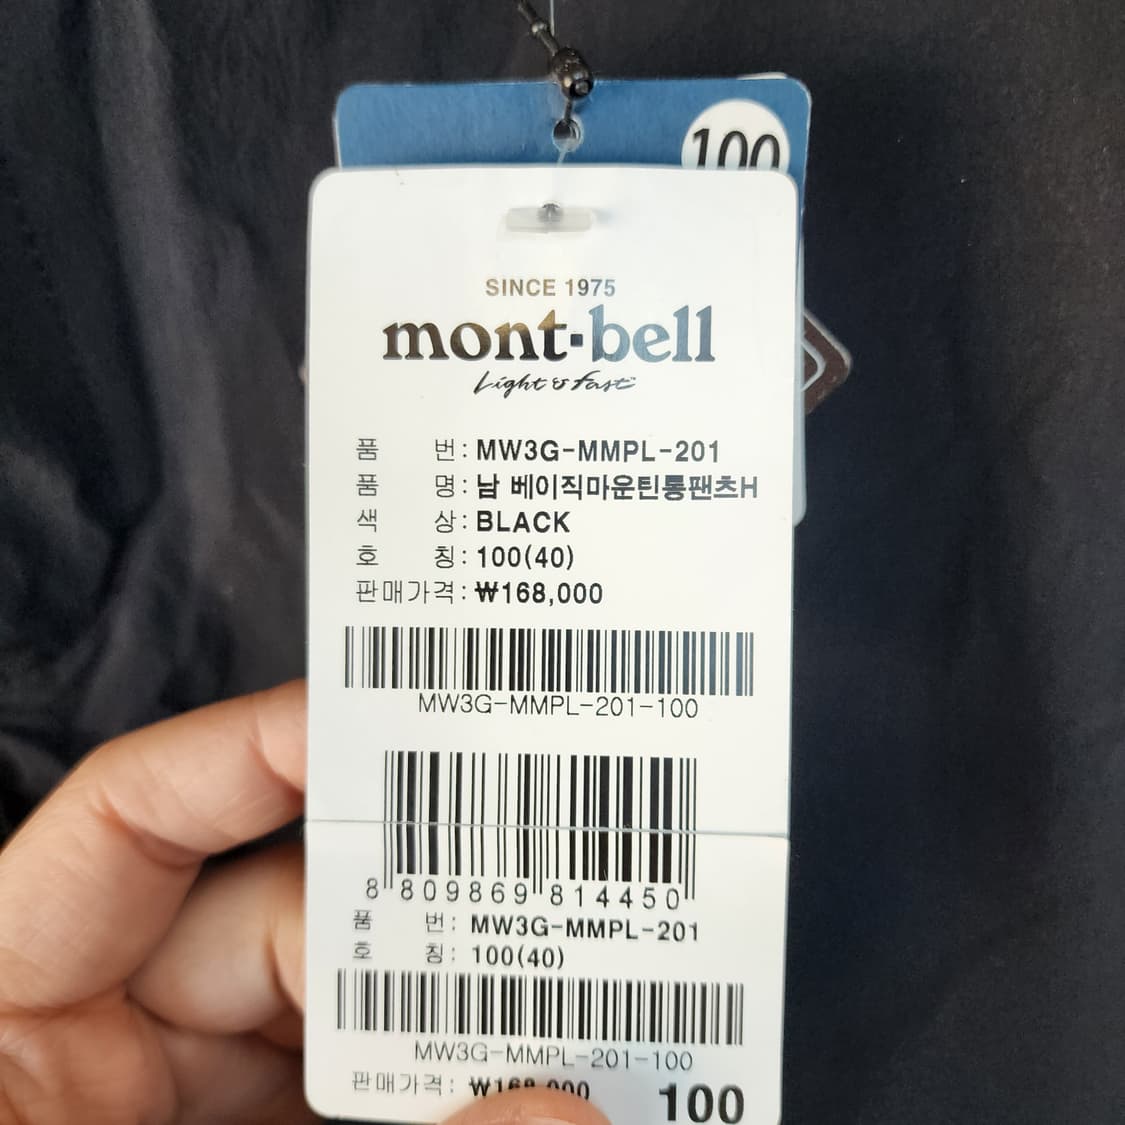 100
SINCE 1975
mont-bell
Light & Fast
품 번: MW3G-MMPL-201
품 명: 남 베이직마운틴통팬츠H
색 상: BLACK
호 칭: 100(40)
판매가격: ₩168,000
MW3G-MMPL-201-100
8 809869 814450
품 번: MW3G-MMPL-201
호 칭: 100(40)
MW3G-MMPL-201-100
판매가격: ₩168,000 100